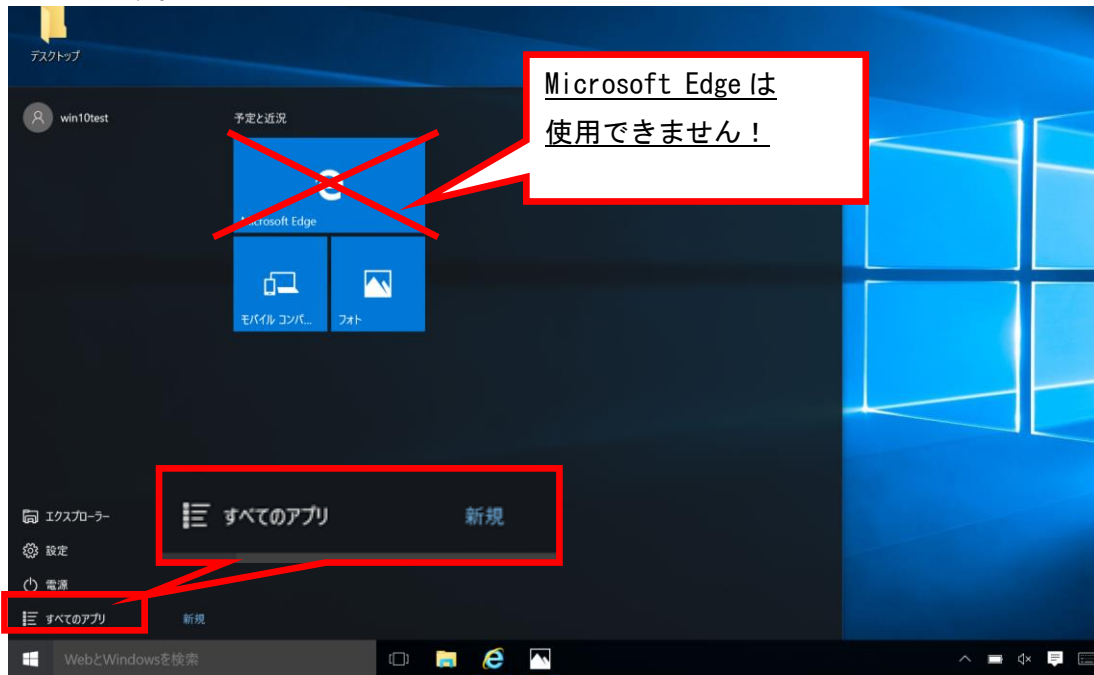 デスクトップ
win10test
予定と近況
Microsoft Edge は
使用できません！
Microsoft Edge
モバイル コンパ...
フォト
すべてのアプリ 新規
エクスプローラー
設定
電源
すべてのアプリ 新規
WebとWindowsを検索